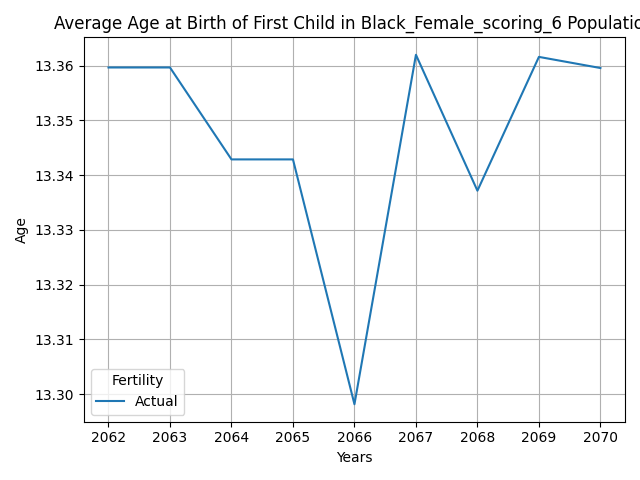 Average Age at Birth of First Child in Black_Female_scoring_6 Populatio
13.36
13.35
13.34
13.33
13.32
13.31
13.30
Age
Fertility
Actual
2062 2063 2064 2065 2066 2067 2068 2069 2070
Years